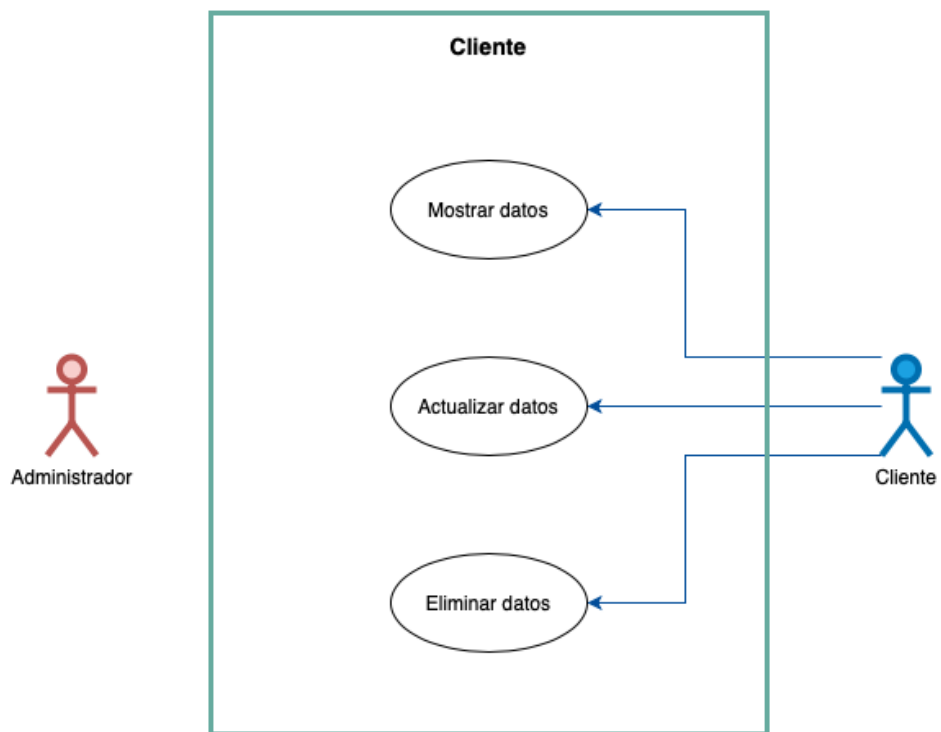 Cliente
Mostrar datos
Actualizar datos
Administrador
Cliente
Eliminar datos